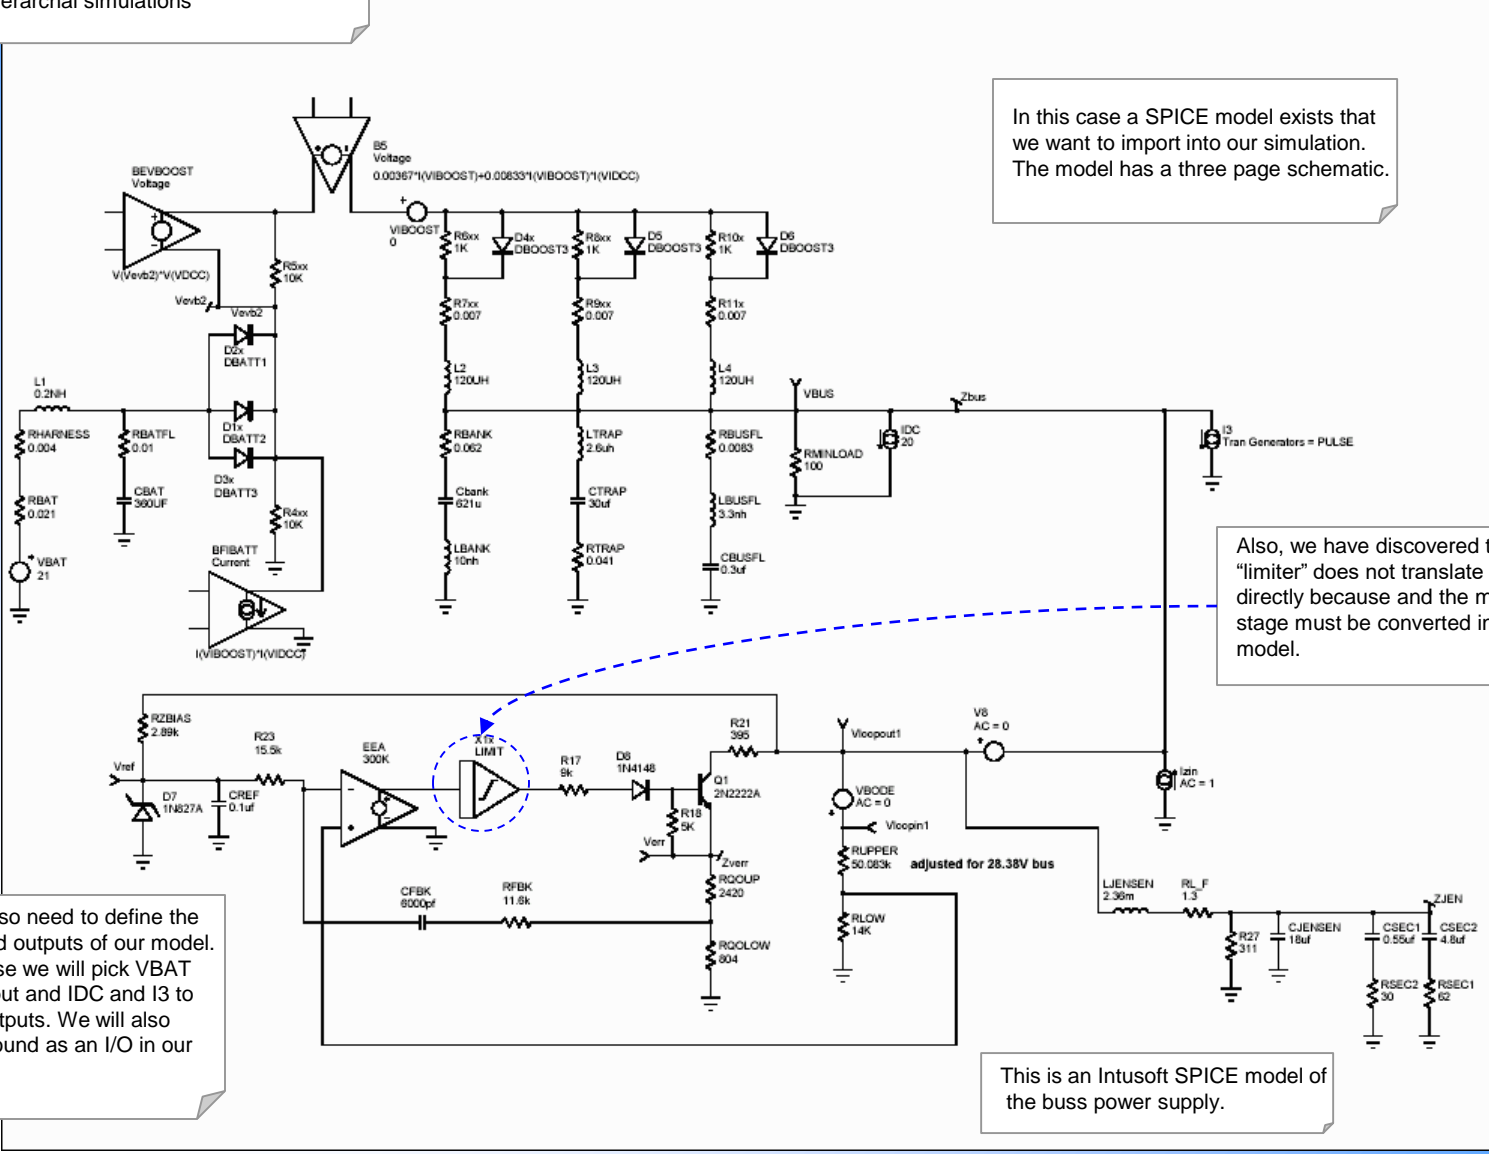 erarchal simulations
In this case a SPICE model exists that
we want to import into our simulation.
The model has a three page schematic.
B5
Voltage
0.00367*I(VIBOOST)+0.00833*I(VIBOOST)*I(VIDCC)
BEVBOOST
Voltage
V(Vevb2)*V(VDCC)
VIBOOST
0
R6xx
1K
D4x
DBOOST3
R8xx
1K
D5
DBOOST3
R10x
1K
D6
DBOOST3
R5xx
10K
Vevb2
Vevb2
R7xx
0.007
R9xx
0.007
R11x
0.007
D2x
DBATT1
L1
0.2NH
L2
120UH
L3
120UH
L4
120UH
VBUS
Zbus
RHARNESS
0.004
RBATFL
0.01
D1x
DBATT2
RBANK
0.062
LTRAP
2.6uh
RBUSFL
0.0083
RMINLOAD
100
IDC
20
I3
Tran Generators = PULSE
RBAT
0.021
CBAT
360UF
D3x
DBATT3
R4xx
10K
Cbank
621u
CTRAP
30uf
LBUSFL
3.3nh
VBAT
21
BFIBATT
Current
I(VIBOOST)*I(VIDCC)
LBANK
10nh
RTRAP
0.041
CBUSFL
0.3uf
Also, we have discovered t
“limiter” does not translate
directly because and the m
stage must be converted in
model.
RZBIAS
2.89k
R23
15.5k
EEA
300K
X1x
LIMIT
R17
9k
D8
1N4148
R21
395
Vloopout1
V8
AC = 0
Vref
D7
1N827A
CREF
0.1uf
Q1
2N2222A
R18
5K
VBODE
AC = 0
Izin
AC = 1
Verr
Zverr
Vloopin1
RUPPER
50.083k
adjusted for 28.38V bus
CFBK
6000pf
RFBK
11.6k
RQOUP
2420
RLOW
14K
RQOLOW
804
LJENSEN
2.36m
RL_F
1.3
ZJEN
R27
311
CJENSEN
18uf
CSEC1
0.55uf
CSEC2
4.8uf
RSEC2
30
RSEC1
62
so need to define the
d outputs of our model.
se we will pick VBAT
out and IDC and I3 to
tputs. We will also
ound as an I/O in our
This is an Intusoft SPICE model of
the buss power supply.